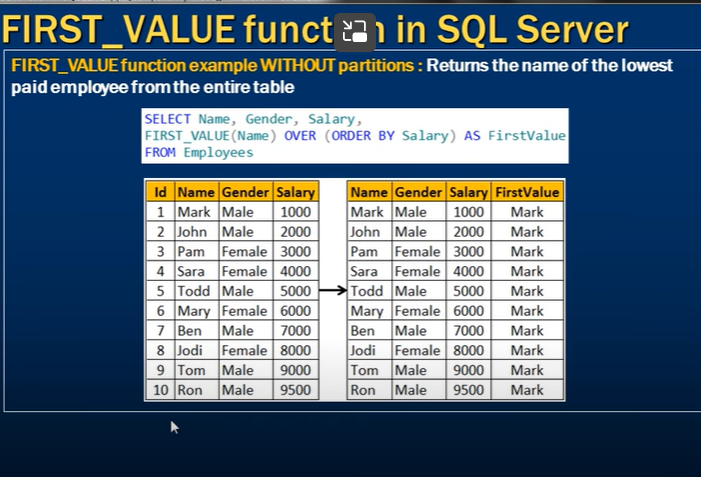 FIRST_VALUE funct n in SQL Server
FIRST_VALUE function example WITHOUT partitions : Returns the name of the lowest
paid employee from the entire table
SELECT Name, Gender, Salary,
FIRST_VALUE(Name) OVER (ORDER BY Salary) AS FirstValue
FROM Employees
Id Name Gender Salary
1 Mark Male 1000
2 John Male 2000
3 Pam Female 3000
4 Sara Female 4000
5 Todd Male 5000
6 Mary Female 6000
7 Ben Male 7000
8 Jodi Female 8000
9 Tom Male 9000
10 Ron Male 9500
Name Gender Salary FirstValue
Mark Male 1000 Mark
John Male 2000 Mark
Pam Female 3000 Mark
Sara Female 4000 Mark
Todd Male 5000 Mark
Mary Female 6000 Mark
Ben Male 7000 Mark
Jodi Female 8000 Mark
Tom Male 9000 Mark
Ron Male 9500 Mark